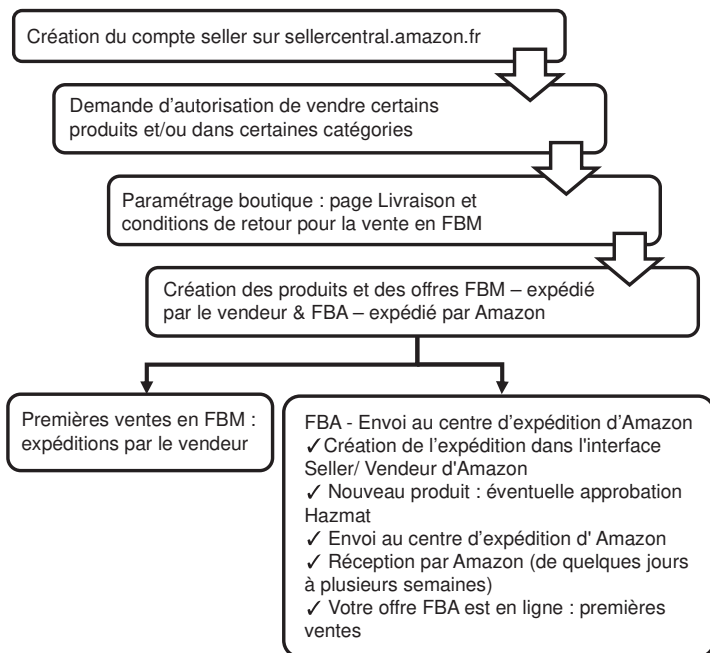 Création du compte seller sur sellercentral.amazon.fr
Demande d'autorisation de vendre certains
produits et/ou dans certaines catégories
Paramétrage boutique : page Livraison et
conditions de retour pour la vente en FBM
Création des produits et des offres FBM – expédié
par le vendeur & FBA – expédié par Amazon
Premières ventes en FBM :
expéditions par le vendeur
FBA - Envoi au centre d'expédition d'Amazon
✓Création de l'expédition dans l'interface
Seller/ Vendeur d'Amazon
✓ Nouveau produit : éventuelle approbation
Hazmat
✓ Envoi au centre d'expédition d' Amazon
✓ Réception par Amazon (de quelques jours
à plusieurs semaines)
✓ Votre offre FBA est en ligne : premières
ventes